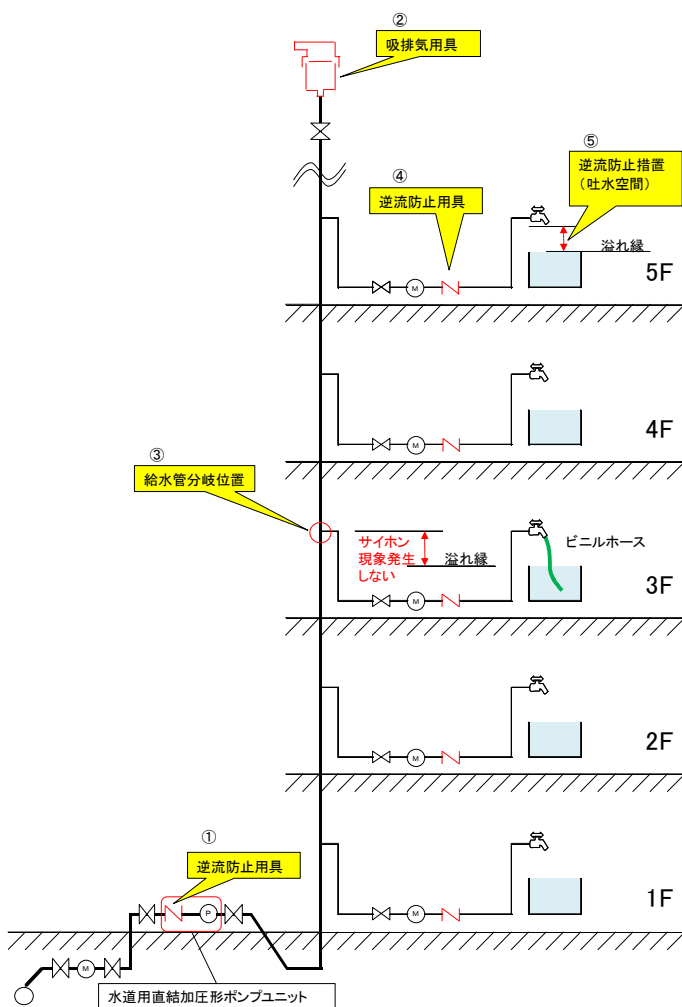 ②
吸排気用具
⑤
逆流防止措置
(吐水空間)
④
逆流防止用具
溢れ縁
5F
M
4F
M
③
給水管分岐位置
サイホン
現象発生
しない
溢れ縁
ビニルホース
3F
M
2F
M
①
逆流防止用具
1F
M
P
M
水道用直結加圧形ポンプユニット